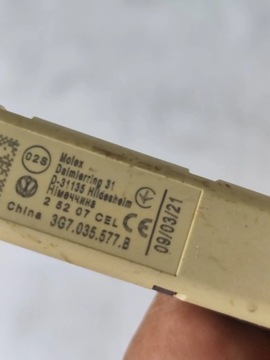 02S
Molex
Daimlerring 31
D-31135 Hildesheim
Німеччина
2 52 07 CEL
China 3G7.035.577.B
09/03/21